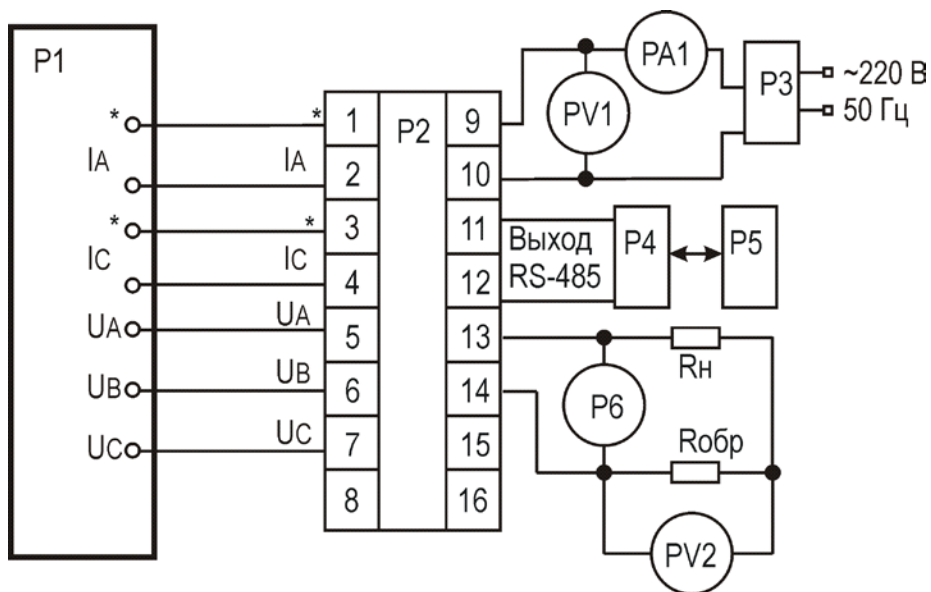 P1
*
IA
*
IC
UA
UB
UC
*
IA
*
IC
UA
UB
UC
1
2
3
4
5
6
7
8
P2
9
10
11
12
13
14
15
16
PV1
PA1
P3
~220 В
50 Гц
Выход
RS-485
P4
P5
P6
Rн
Rобр
PV2